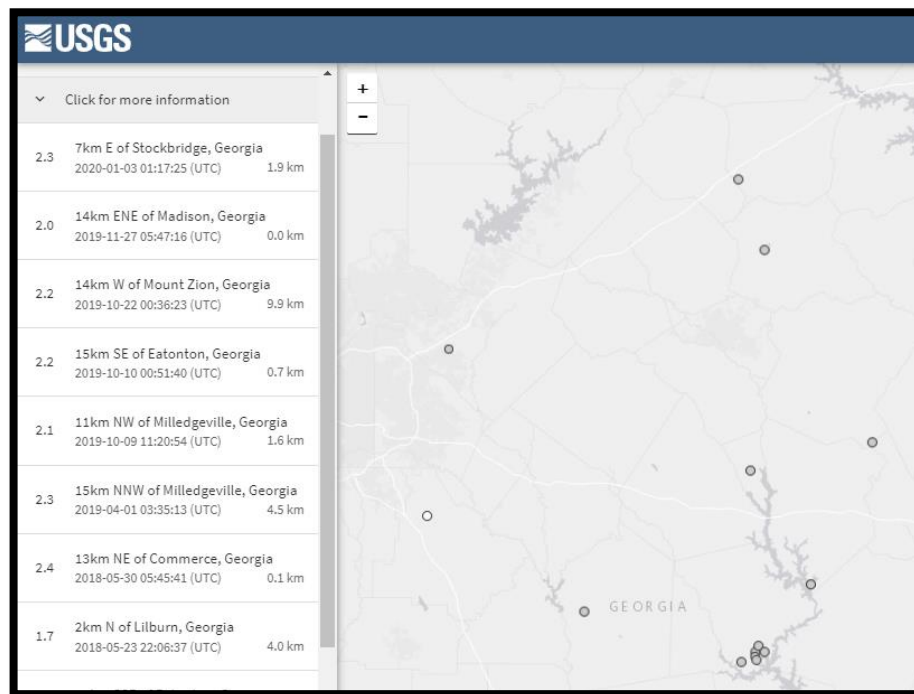 USGS
Click for more information
2.3
7km E of Stockbridge, Georgia
2020-01-03 01:17:25 (UTC) 1.9 km
2.0
14km ENE of Madison, Georgia
2019-11-27 05:47:16 (UTC) 0.0 km
2.2
14km W of Mount Zion, Georgia
2019-10-22 00:36:23 (UTC) 9.9 km
2.2
15km SE of Eatonton, Georgia
2019-10-10 00:51:40 (UTC) 0.7 km
2.1
11km NW of Milledgeville, Georgia
2019-10-09 11:20:54 (UTC) 1.6 km
2.3
15km NNW of Milledgeville, Georgia
2019-04-01 03:35:13 (UTC) 4.5 km
2.4
13km NE of Commerce, Georgia
2018-05-30 05:45:41 (UTC) 0.1 km
1.7
2km N of Lilburn, Georgia
2018-05-23 22:06:37 (UTC) 4.0 km
+
−
GEORGIA